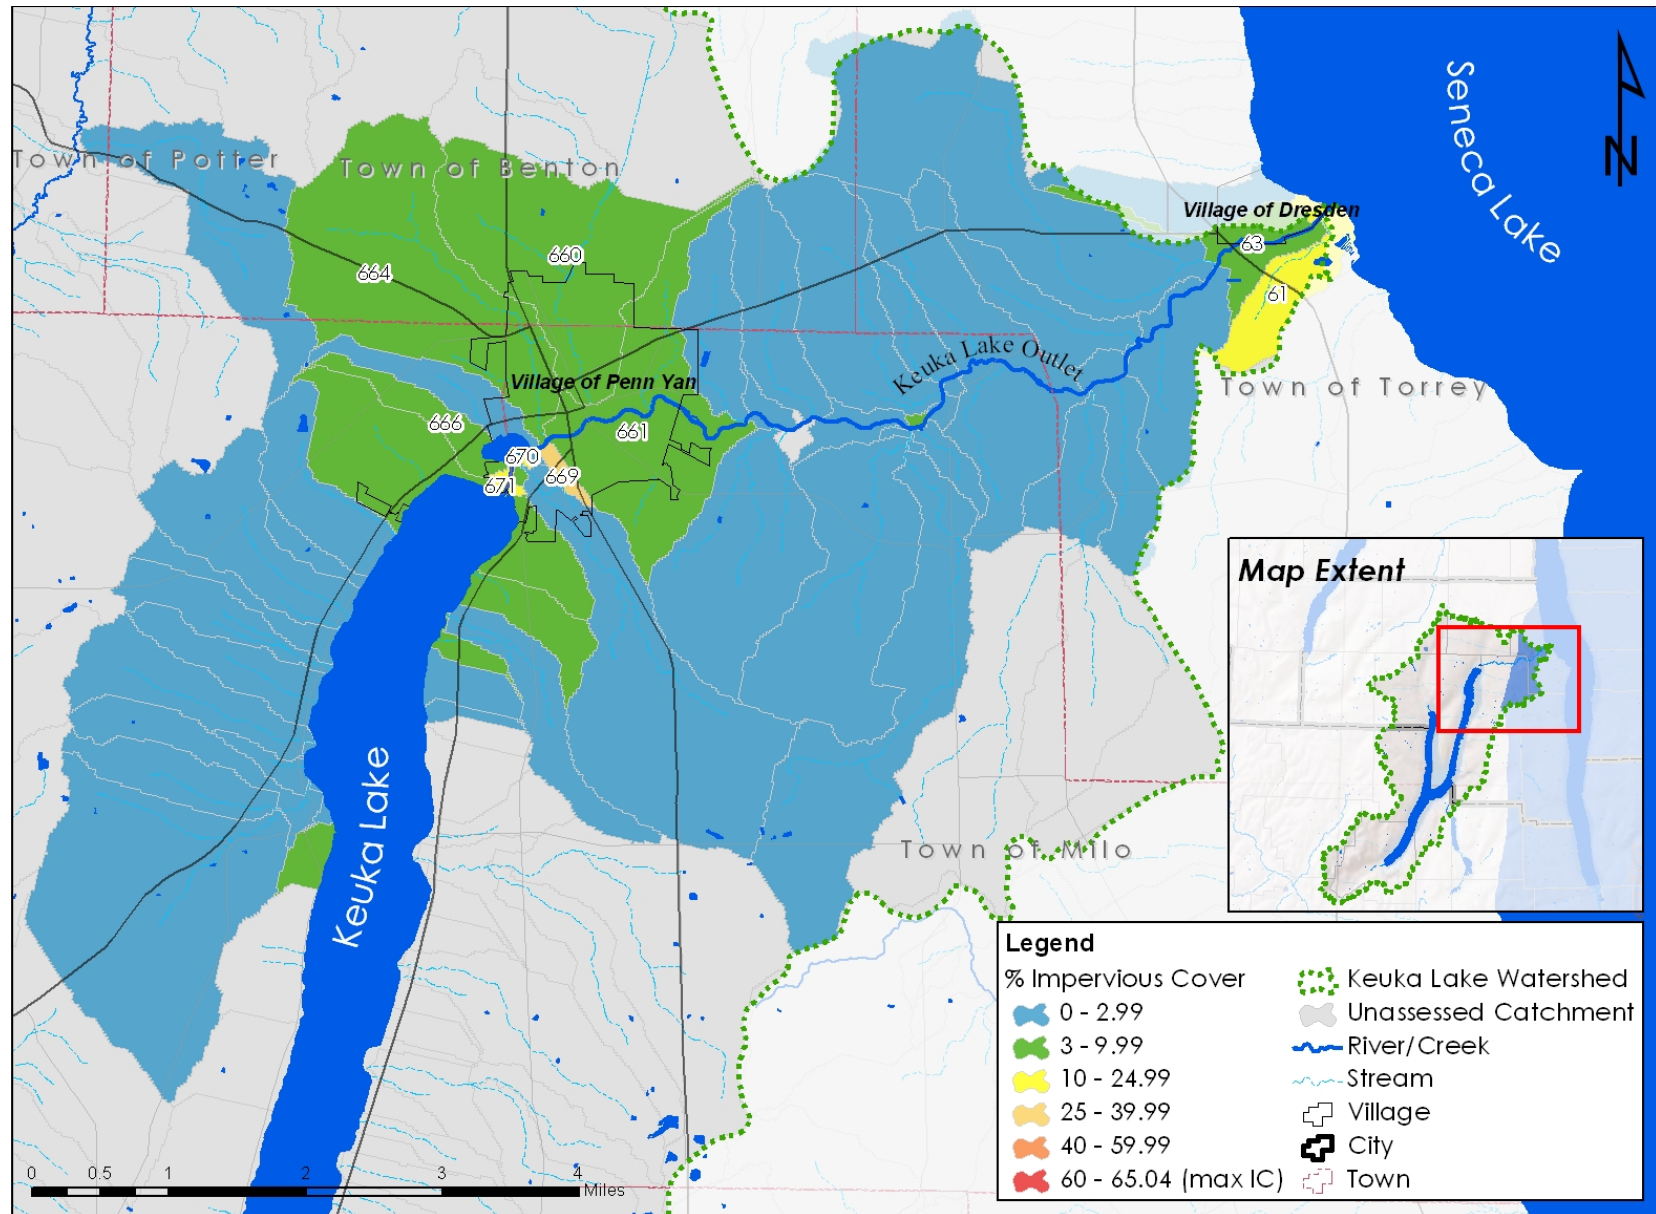 Seneca Lake
N
Town of Potter
Town of Benton
Village of Dresden
63
660
664
61
Keuka Lake Outlet
Village of Penn Yan
Town of Torrey
666
661
670
669
671
Map Extent
Keuka Lake
Town of Milo
Legend
% Impervious Cover
0 - 2.99
3 - 9.99
10 - 24.99
25 - 39.99
40 - 59.99
60 - 65.04 (max IC)
Keuka Lake Watershed
Unassessed Catchment
River/Creek
Stream
Village
City
Town
0 0.5 1 2 3 4
Miles